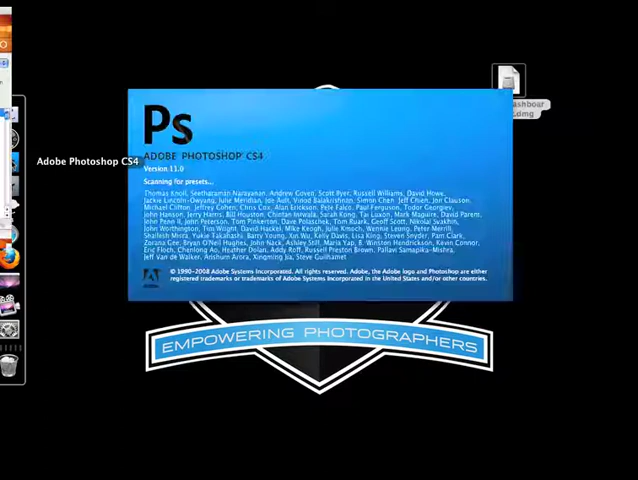 Adobe Photoshop CS4
Ps
ADOBE PHOTOSHOP CS4
Version 11.0
Scanning for presets...
Thomas Knoll, Seetharaman Narayanan, Andrew Coven, Scott Byer, Russell Williams, David Howe,
Jackie Lincoln-Owyang, Julie Meridian, Joe Ault, Vinod Balakrishnan, Simon Chen, Jeff Chien, Jon Clauson,
Michael Clifton, Jeffrey Cohen, Chris Cox, Alan Erickson, Pete Falco, Paul Ferguson, Todor Georgiev,
John Hanson, Jerry Harris, Bill Houston, Chintan Intwala, Sarah Kong, Tai Luxon, Mark Maguire, David Parent,
John Penn II, John Peterson, Tom Pinkerton, Dave Polaschek, Tom Ruark, Geoff Scott, Nikolai Svakhin,
John Worthington, Tim Wright, David Hackel, Mike Keogh, Julie Kmoch, Wennie Leung, Peter Merrill,
Shailesh Misra, Yukie Takahashi, Barry Young, Xun Wu, Kelly Davis, Lisa King, Steven Snyder, Pam Clark,
Zorana Gee, Bryan O'Neil Hughes, John Nack, Ashley Still, Maria Yap, B. Winston Hendrickson, Kevin Connor,
Eric Floch, Chenlong Ao, Heather Dolan, Addy Roff, Russell Preston Brown, Pallavi Samapika-Mishra,
Jeff Van de Walker, Arishum Arora, Xingming Jia, Steve Guilhamet
© 1990-2008 Adobe Systems Incorporated. All rights reserved. Adobe, the Adobe logo and Photoshop are either
registered trademarks or trademarks of Adobe Systems Incorporated in the United States and/or other countries.
EMPOWERING PHOTOGRAPHERS
.dmg